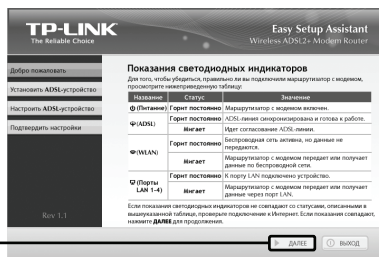 TP-LINK
The Reliable Choice
Easy Setup Assistant
Wireless ADSL2+ Modem Router
Добро пожаловать
Установить ADSL-устройство
Настроить ADSL-устройство
Подтвердить настройки
Rev 1.1
Показания светодиодных индикаторов
Для того, чтобы убедиться, правильно ли вы подключили маршрутизатор с модемом,
просмотрите нижеприведенную таблицу:
Название Статус Значение
(Питание) Горит постоянно Маршрутизатор с модемом включен.
(ADSL) Горит постоянно ADSL-линия синхронизирована и готова к работе.
Мигает Идет согласование ADSL-линии.
(WLAN) Горит постоянно Беспроводная сеть активна, но данные не
передаются.
Мигает Маршрутизатор с модемом передает или получает
данные по беспроводной сети.
(Порты LAN 1-4) Горит постоянно К порту LAN подключено устройство.
Мигает Маршрутизатор с модемом передает или получает
данные через порт LAN.
Если показания светодиодных индикаторов не совпадают со статусами, описанными в
вышеуказанной таблице, проверьте подключение к Интернет. Если показания совпадают,
нажмите ДАЛЕЕ для продолжения.
ДАЛЕЕ
ВЫХОД